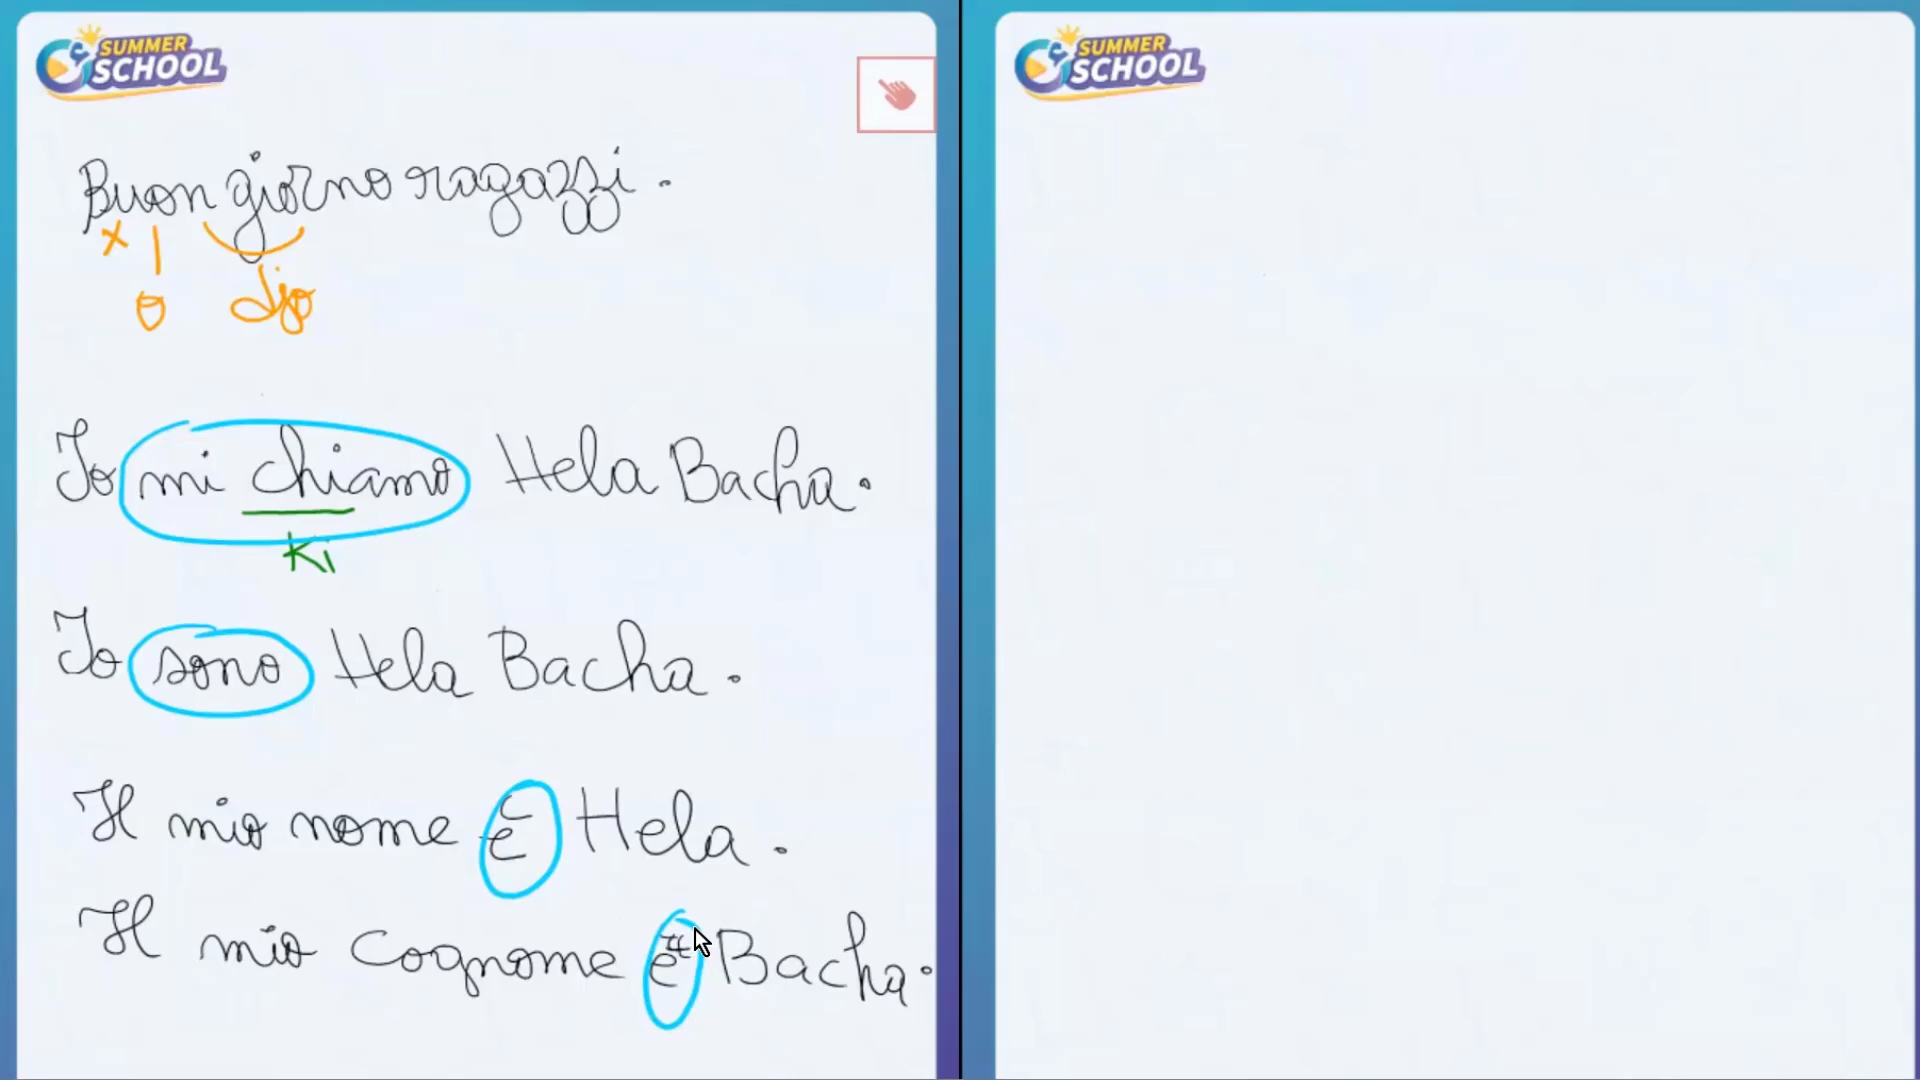 SUMMER
SCHOOL
Buon giorno ragazzi.
x
o djo
Io mi chiamo Hela Bacha.
Ki
Io sono Hela Bacha.
Il mio nome è Hela.
Il mio cognome è Bacha.
SUMMER
SCHOOL